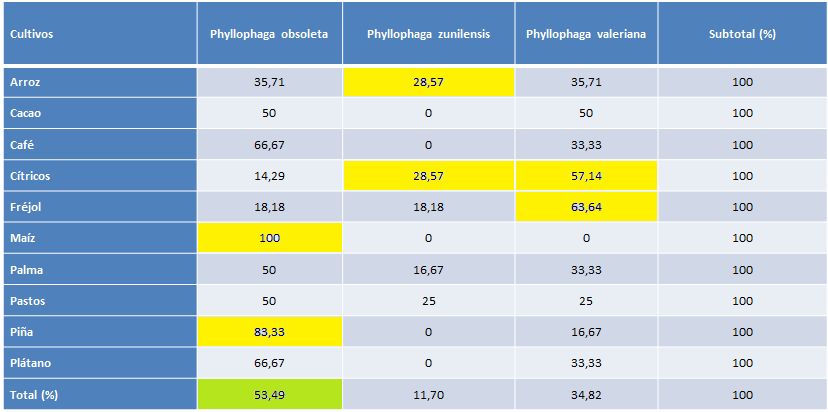 Cultivos Phyllophaga obsoleta Phyllophaga zunilensis Phyllophaga valeriana Subtotal (%)
Arroz 35,71 28,57 35,71 100
Cacao 50 0 50 100
Café 66,67 0 33,33 100
Cítricos 14,29 28,57 57,14 100
Fréjol 18,18 18,18 63,64 100
Maíz 100 0 0 100
Palma 50 16,67 33,33 100
Pastos 50 25 25 100
Piña 83,33 0 16,67 100
Plátano 66,67 0 33,33 100
Total (%) 53,49 11,70 34,82 100